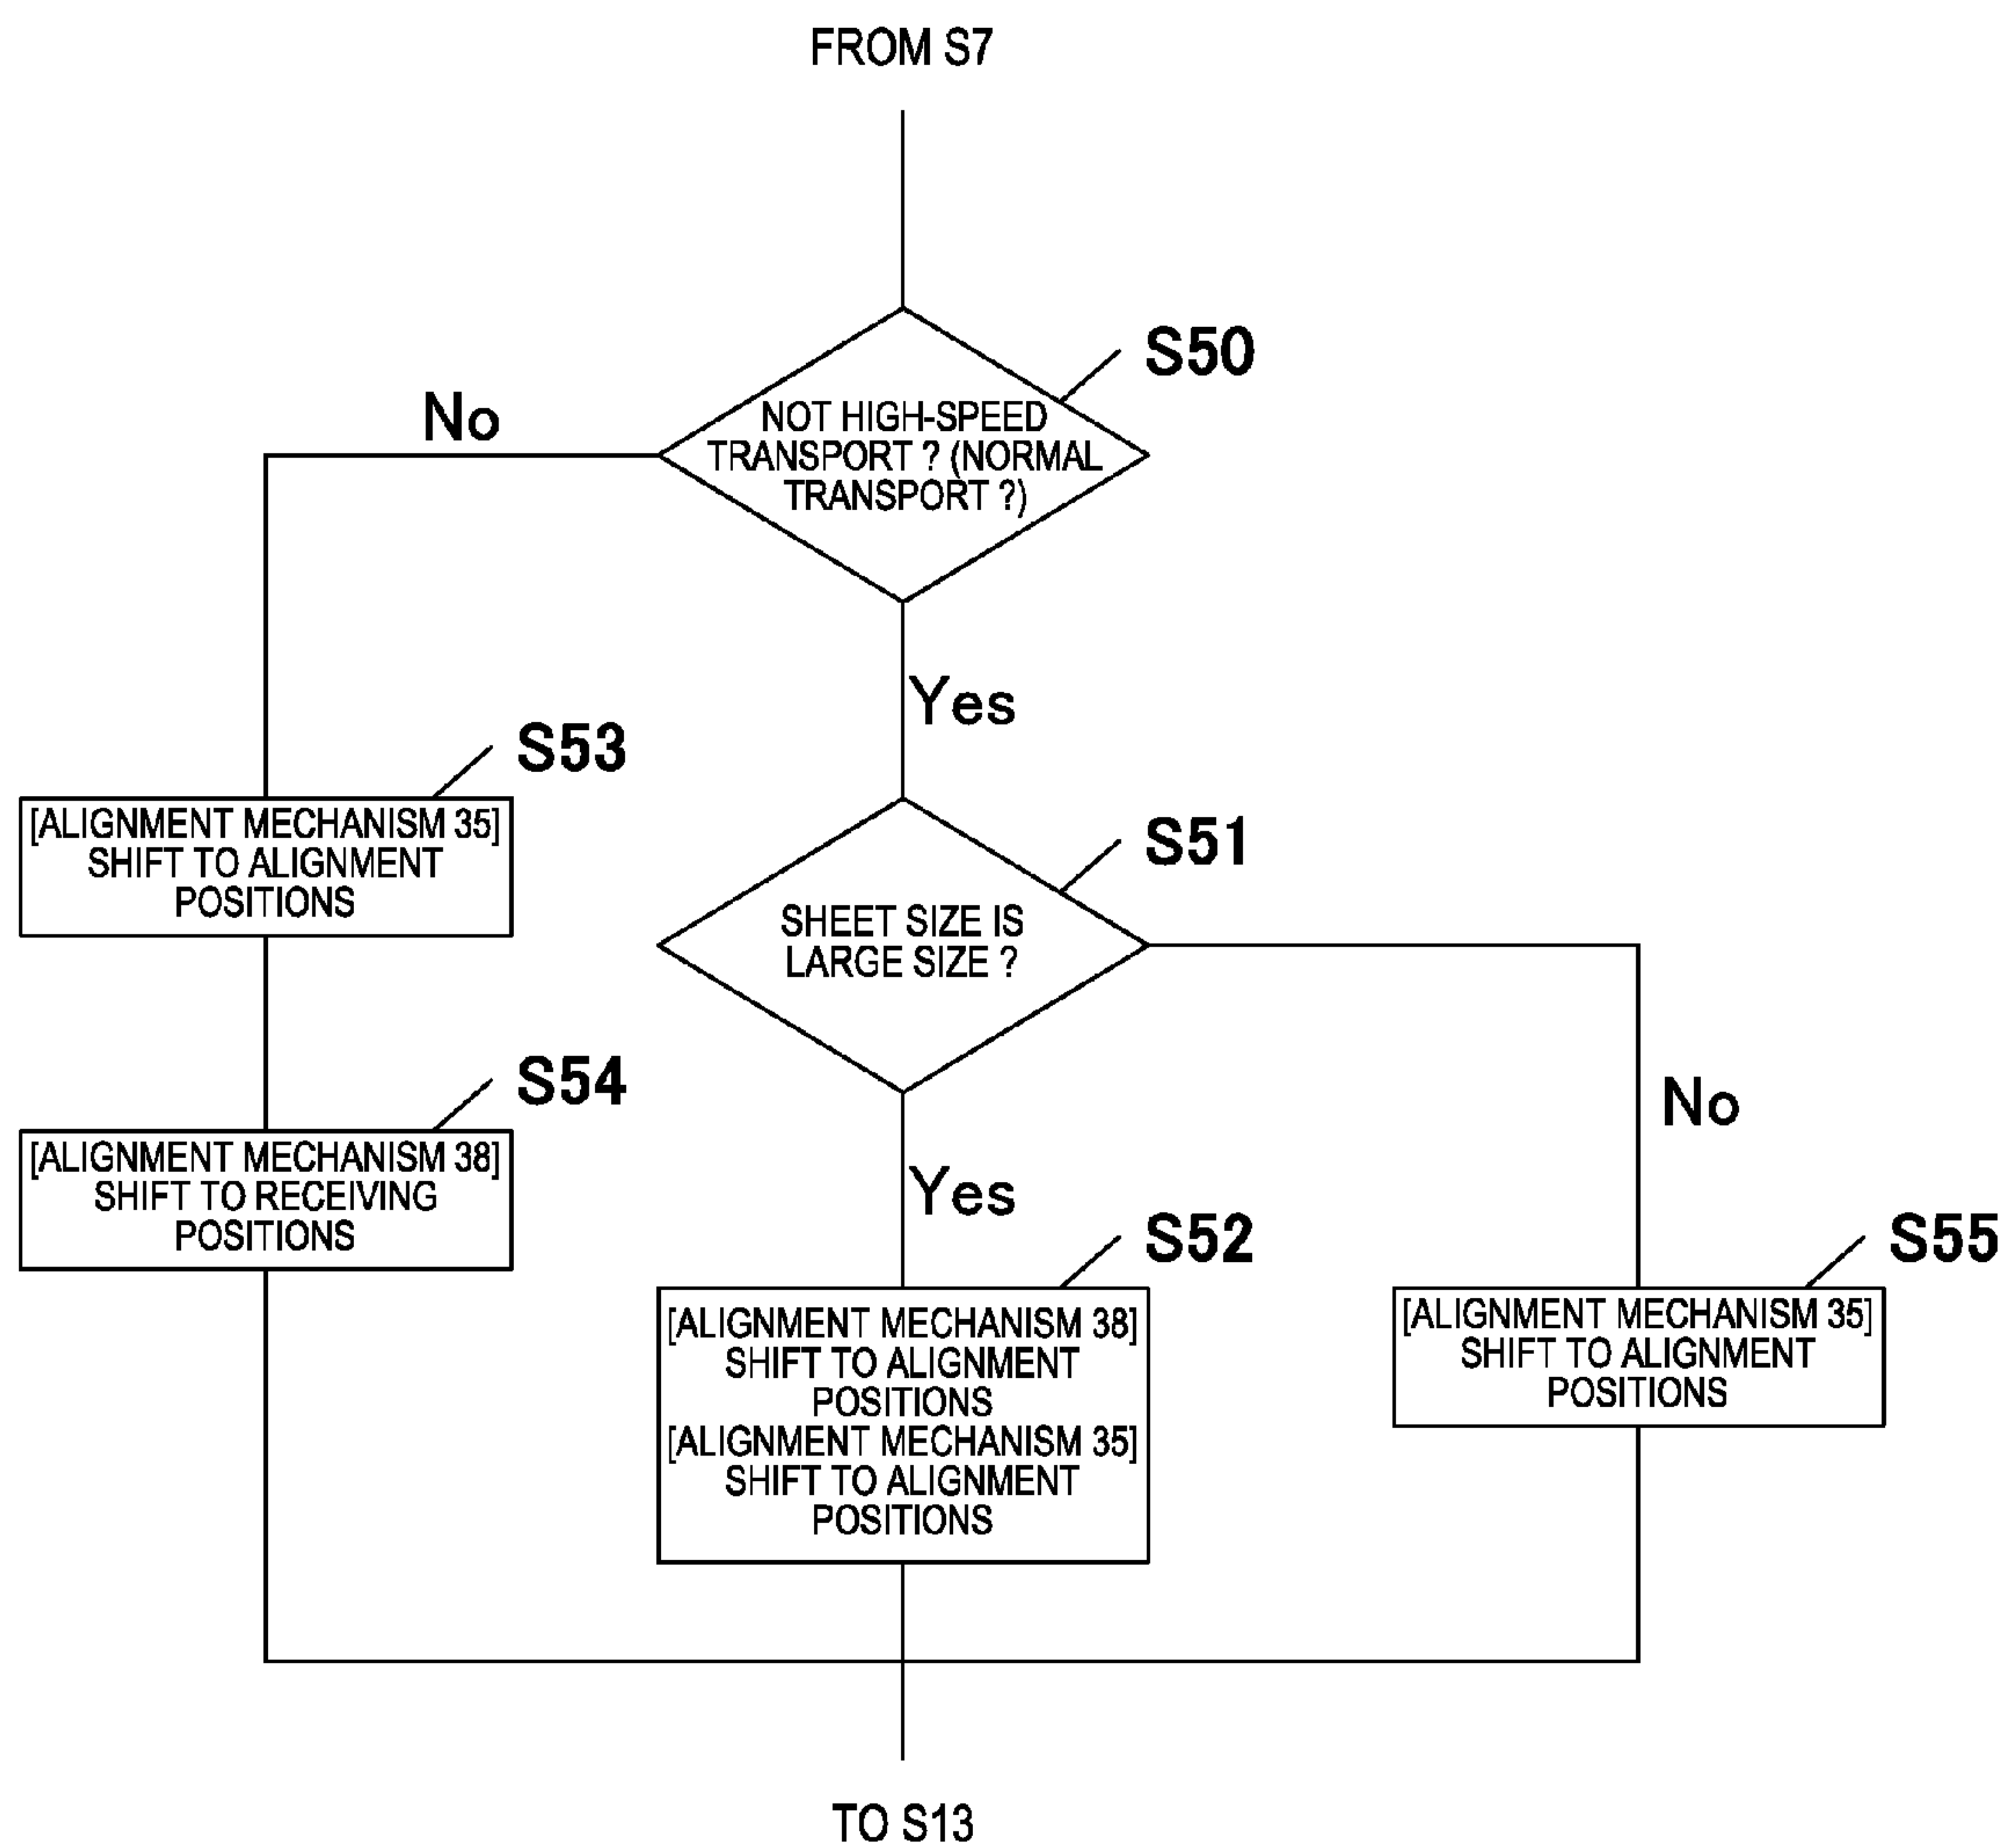 FROM S7
S50
No
NOT HIGH-SPEED
TRANSPORT ? (NORMAL
TRANSPORT ?)
Yes
S53
[ALIGNMENT MECHANISM 35]
SHIFT TO ALIGNMENT
POSITIONS
S51
SHEET SIZE IS
LARGE SIZE ?
S54
[ALIGNMENT MECHANISM 38]
SHIFT TO RECEIVING
POSITIONS
No
Yes
S52
[ALIGNMENT MECHANISM 38]
SHIFT TO ALIGNMENT
POSITIONS
[ALIGNMENT MECHANISM 35]
SHIFT TO ALIGNMENT
POSITIONS
S55
[ALIGNMENT MECHANISM 35]
SHIFT TO ALIGNMENT
POSITIONS
TO S13